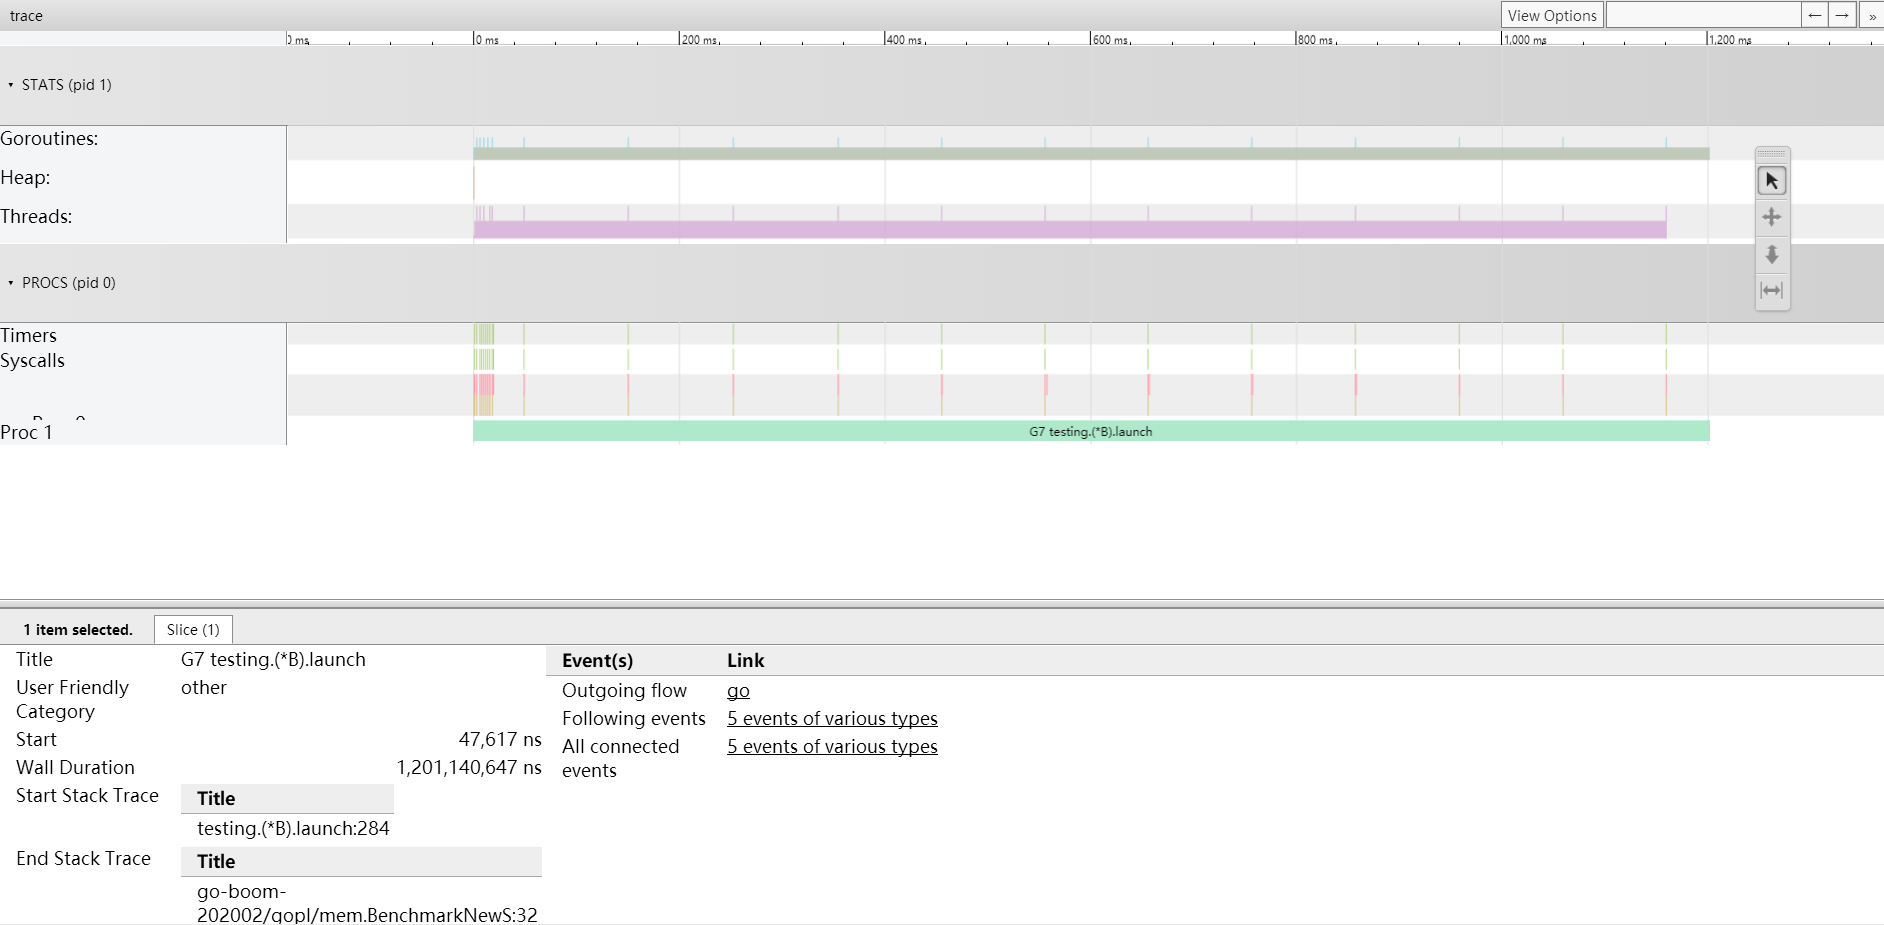 trace
View Options
← → »
0 ms
0 ms 200 ms 400 ms 600 ms 800 ms 1,000 ms 1,200 ms
STATS (pid 1)
Goroutines:
Heap:
Threads:
PROCS (pid 0)
Timers
Syscalls
Proc 1
G7 testing.(*B).launch
1 item selected.
Slice (1)
Title G7 testing.(*B).launch
User Friendly Category other
Start 47,617 ns
Wall Duration 1,201,140,647 ns
Start Stack Trace
Title
testing.(*B).launch:284
End Stack Trace
Title
go-boom-
202002/gopl/mem.BenchmarkNewS:32
Event(s) Link
Outgoing flow go
Following events 5 events of various types
All connected events 5 events of various types